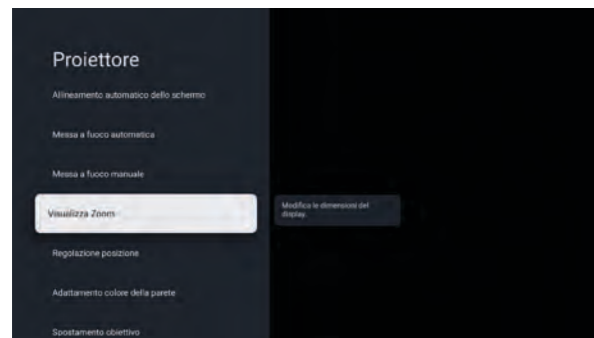 Proiettore
Allineamento automatico dello schermo
Messa a fuoco automatica
Messa a fuoco manuale
Visualizza Zoom
Modifica le dimensioni del
display.
Regolazione posizione
Adattamento colore della parete
Spostamento obiettivo